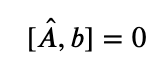 [Â, b] = 0